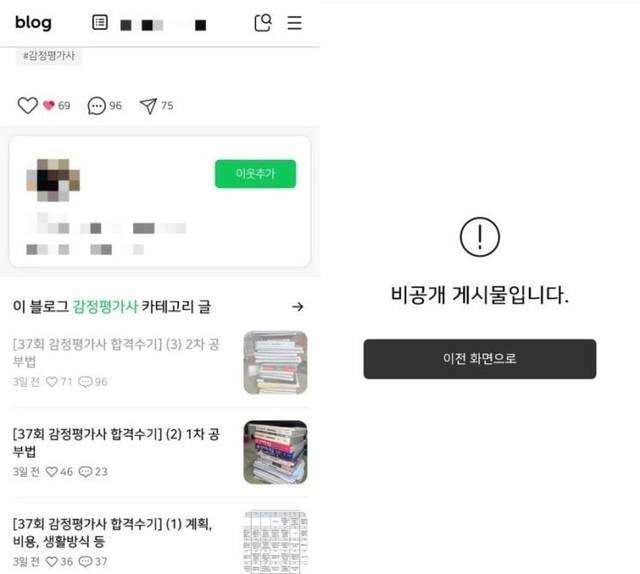 blog
#감정평가사
69
96
75
이웃추가
이 블로그 감정평가사 카테고리 글
[37회 감정평가사 합격수기] (3) 2차 공
부법
3일 전 71 96
[37회 감정평가사 합격수기] (2) 1차 공
부법
3일 전 46 23
[37회 감정평가사 합격수기] (1) 계획,
비용, 생활방식 등
3일 전 36 37
비공개 게시물입니다.
이전 화면으로